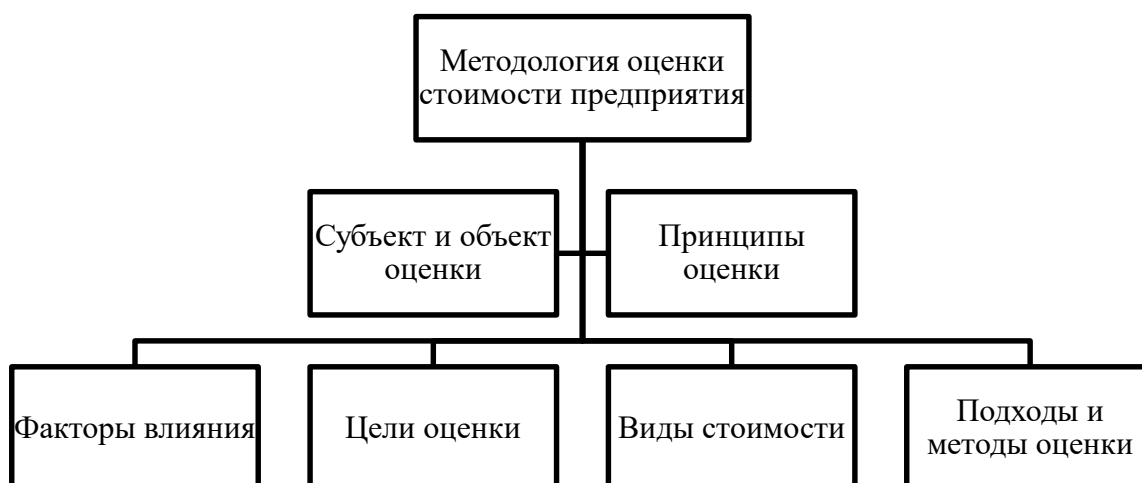 Методология оценки
стоимости предприятия
Субъект и объект
оценки
Принципы
оценки
Факторы влияния
Цели оценки
Виды стоимости
Подходы и
методы оценки